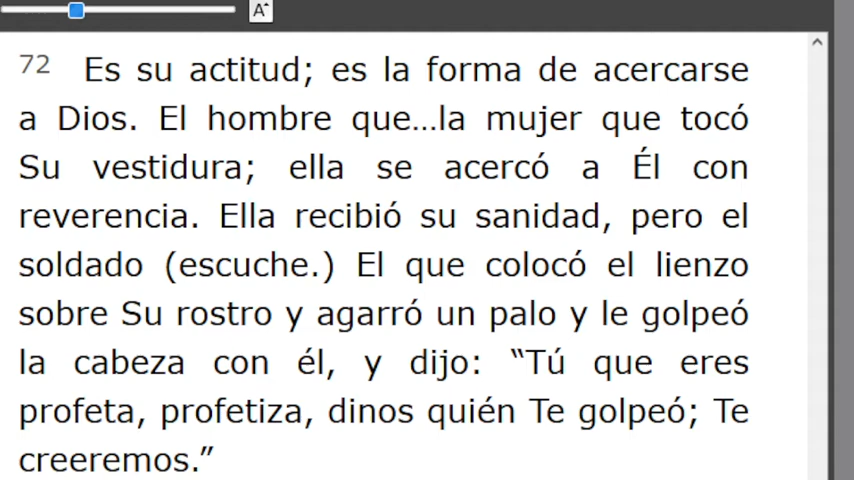 A
72 Es su actitud; es la forma de acercarse
a Dios. El hombre que...la mujer que tocó
Su vestidura; ella se acercó a Él con
reverencia. Ella recibió su sanidad, pero el
soldado (escuche.) El que colocó el lienzo
sobre Su rostro y agarró un palo y le golpeó
la cabeza con él, y dijo: “Tú que eres
profeta, profetiza, dinos quién Te golpeó; Te
creeremos.”